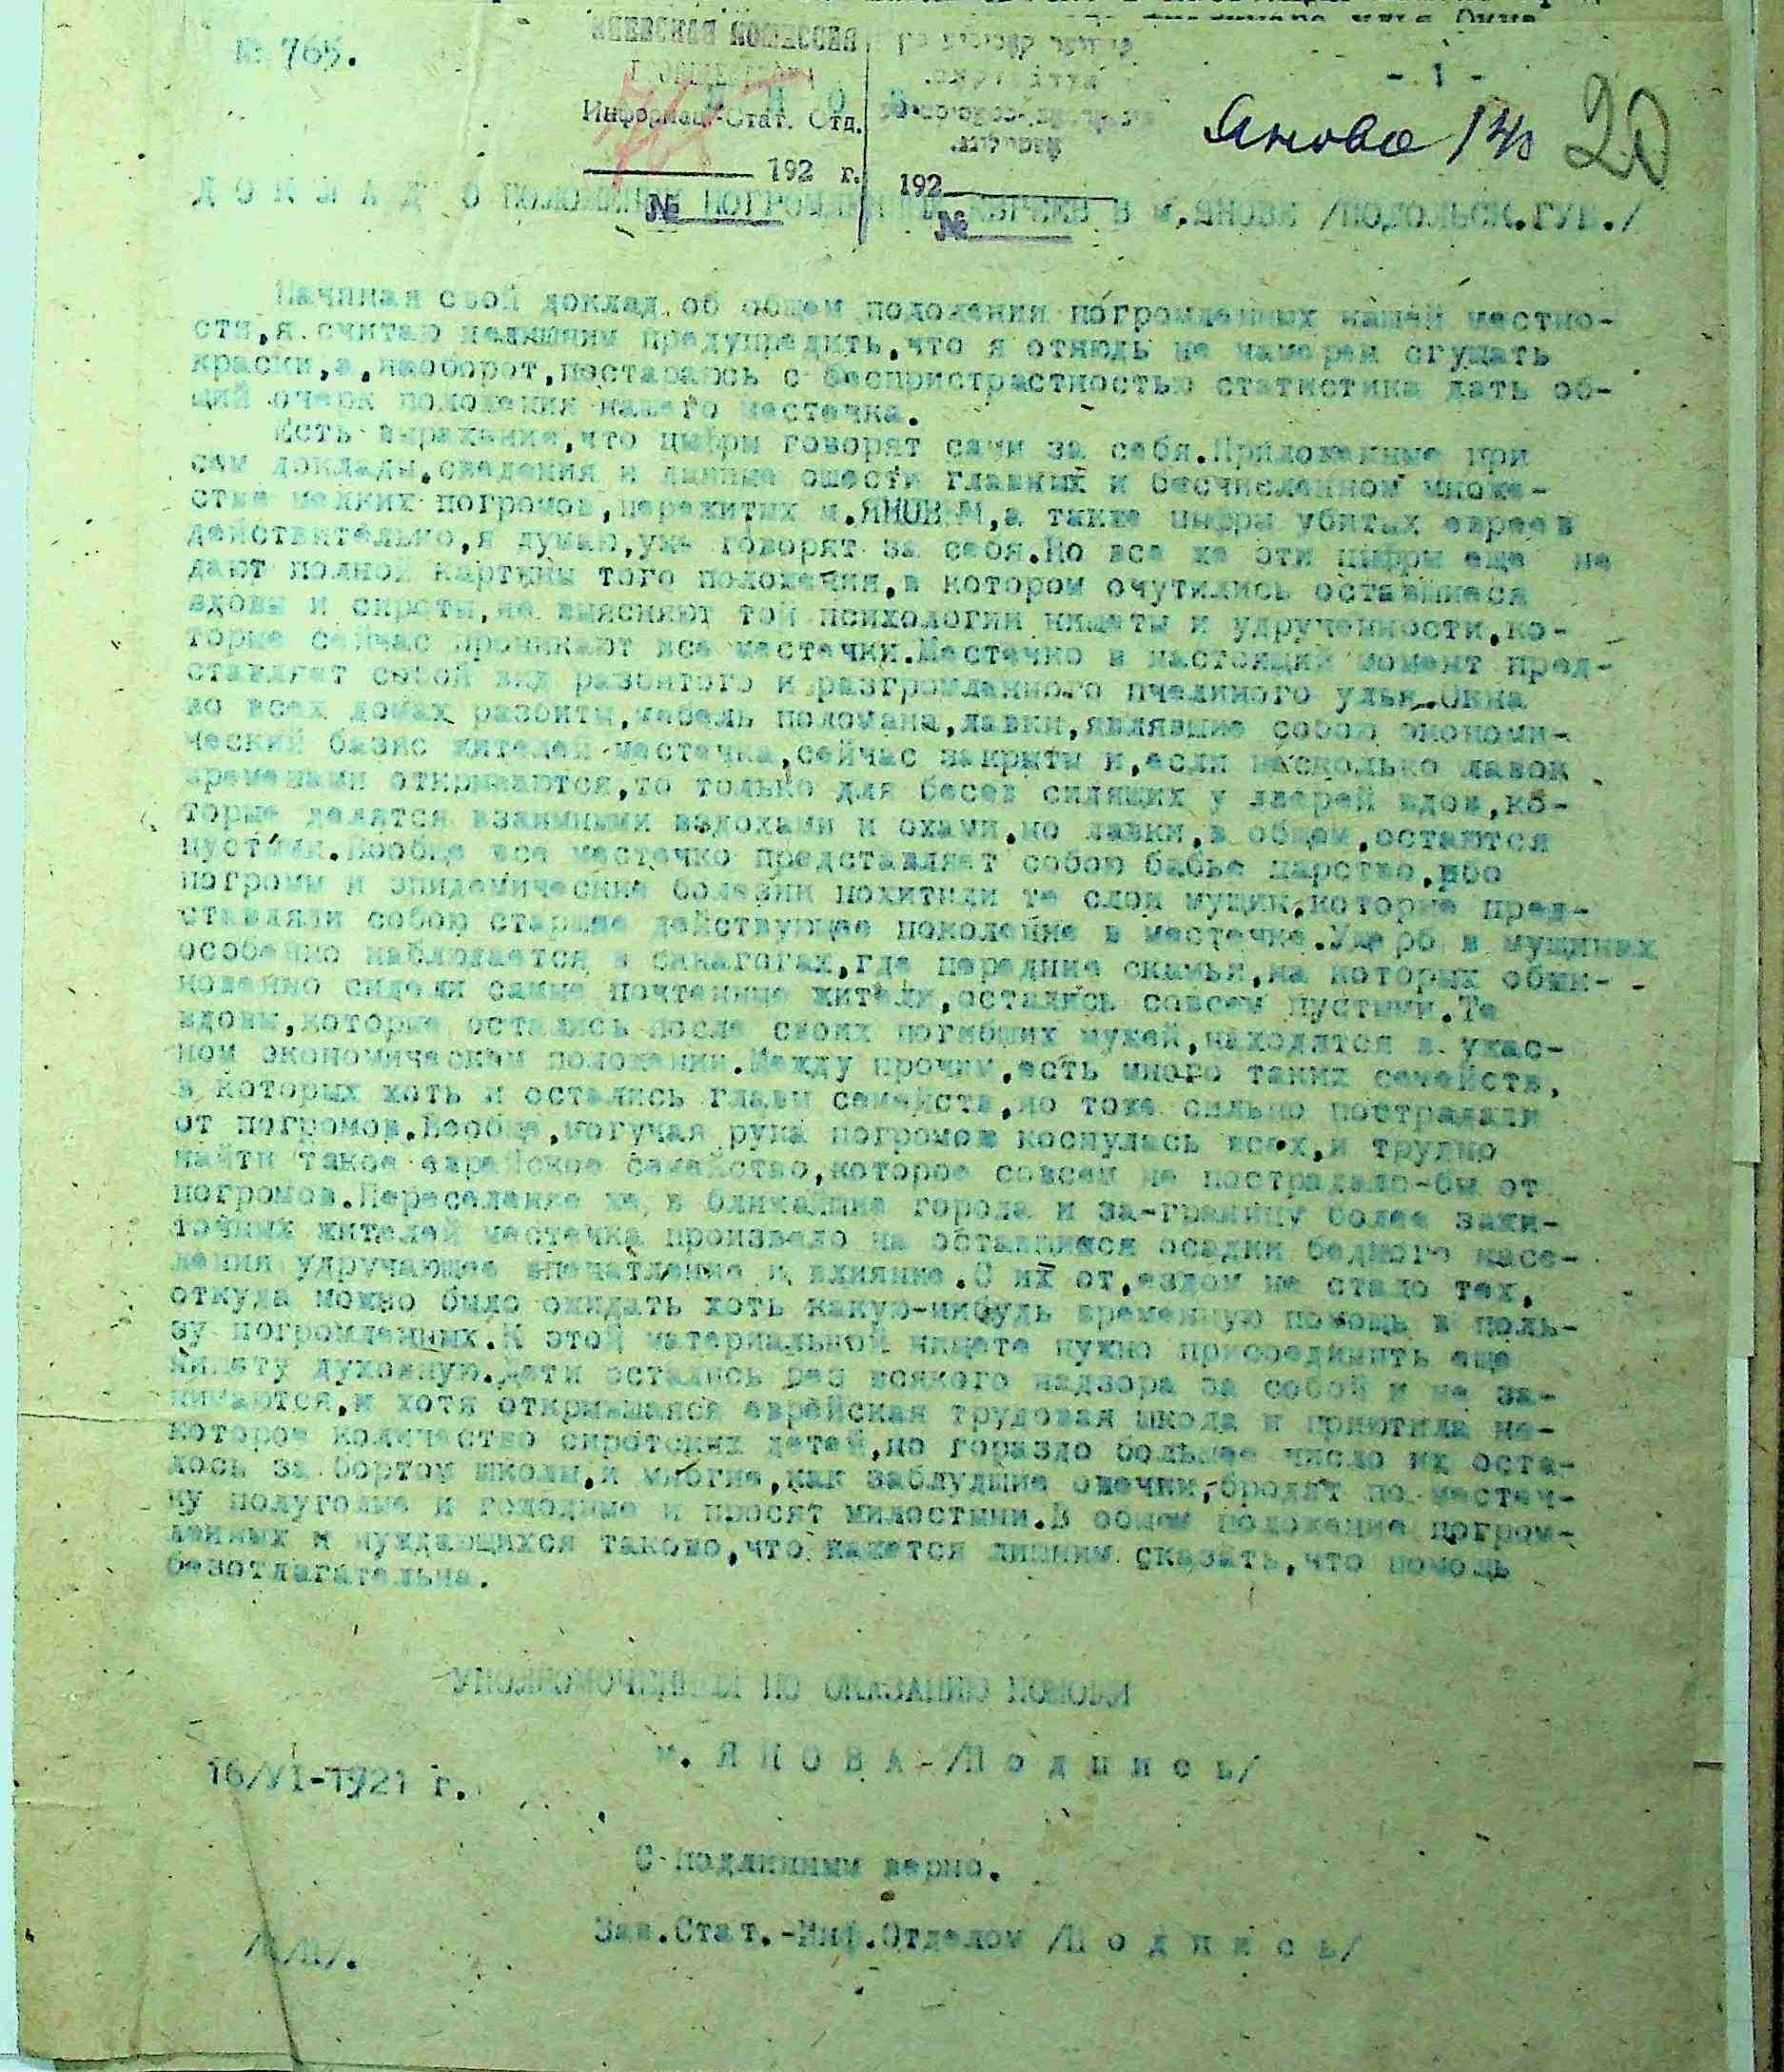 № 765.
КИЕВСКАЯ КОМИССИЯ
- 1 -
Информац.-Стат. Отд.
Янова
20
192 г.
192
№
№
ДОКЛАД О ПОЛОЖЕНИИ ПОГРОМЛЕННЫХ ЕВРЕЕВ В м.ЯНОВЕ /ПОДОЛЬСК.ГУБ./
Начиная свой доклад об общем положении погромленных нашей местно-
сти,я считаю нелишним предупредить,что я отнюдь не намерен сгущать
краски,а,наоборот,постараюсь с беспристрастностью статистика дать об-
щий очерк положения нашего местечка.
Есть выражение,что цифры говорят сами за себя.Приложенные при
сем доклады,сведения и данные ошести главных и бесчисленном множе-
стве мелких погромов,пережитых м.ЯНОВЫМ,а также цифры убитых евреев
действительно,я думаю,уж говорят за себя.Но все же эти цифры еще не
дают полной картины того положения,в котором очутились оставшиеся
вдовы и сироты,не выясняют той психологии нищеты и удрученности,ко-
торые сейчас проникают все местечки.Местечко в настоящий момент пред-
ставляет собой вид разбитого и разгромленного пчелиного улья.Окна
во всех домах разбиты,мебель поломана,лавки,являвшие собою экономи-
ческий базис жителей местечка,сейчас закрыты и,если несколько лавок
временами открываются,то только для бесед сидящих у дверей вдов,ко-
торые делятся взаимными вздохами и охами,но лавки,в общем,остаются
пустыми.Вообще все местечко представляет собою бабье царство,ибо
погромы и эпидемические болезни похитили те слои мущин,которые пред-
ставляли собою старшее действующее поколение в местечке.Ущерб в мущинах
особенно наблюдается в синагогах,где передние скамьи,на которых обык-
новенно сидели самые почтенные жители,остались совсем пустыми.Те
вдовы,которые остались после своих погибших мужей,находятся в ужас-
ном экономическом положении.Между прочим,есть много таких семейств,
в которых хоть и остались главы семейств,но тоже сильно пострадали
от погромов.Вообще,могучая рука погромов коснулась всех,и трудно
найти такое еврейское семейство,которое совсем не пострадало-бы от
погромов.Переселение же в ближайшие города и за-границу более зажи-
точных жителей местечка произвело на оставшиеся осадки бедного насе-
ления удручающее впечатление и влияние.С их от,ездом не стало тех,
откуда можно было ожидать хоть какую-нибудь временную помощь в поль-
зу погромленных.К этой материальной нищете нужно присоединить еще
нищету духовную.Дети остались без всякого надзора за собой и не за-
нимаются,и хотя открывшаяся еврейская трудовая школа и приютила не-
которое количество сиротских детей,но гораздо большее число их оста-
лось за бортом школы,и многие,как заблудшие овечки,бродят по местеч-
ку полуголые и голодные и просят милостыни.В общем положение погром-
ленных и нуждающихся таково,что кажется лишним сказать,что помощь
безотлагательна.
УПОЛНОМОЧЕННЫЙ ПО ОКАЗАНИЮ ПОМОЩИ
м. ЯНОВА-/Подпись/
16/VI-1921 г.
С подлинным верно.
Зав.Стат.-Инф.Отделом /Подпись/